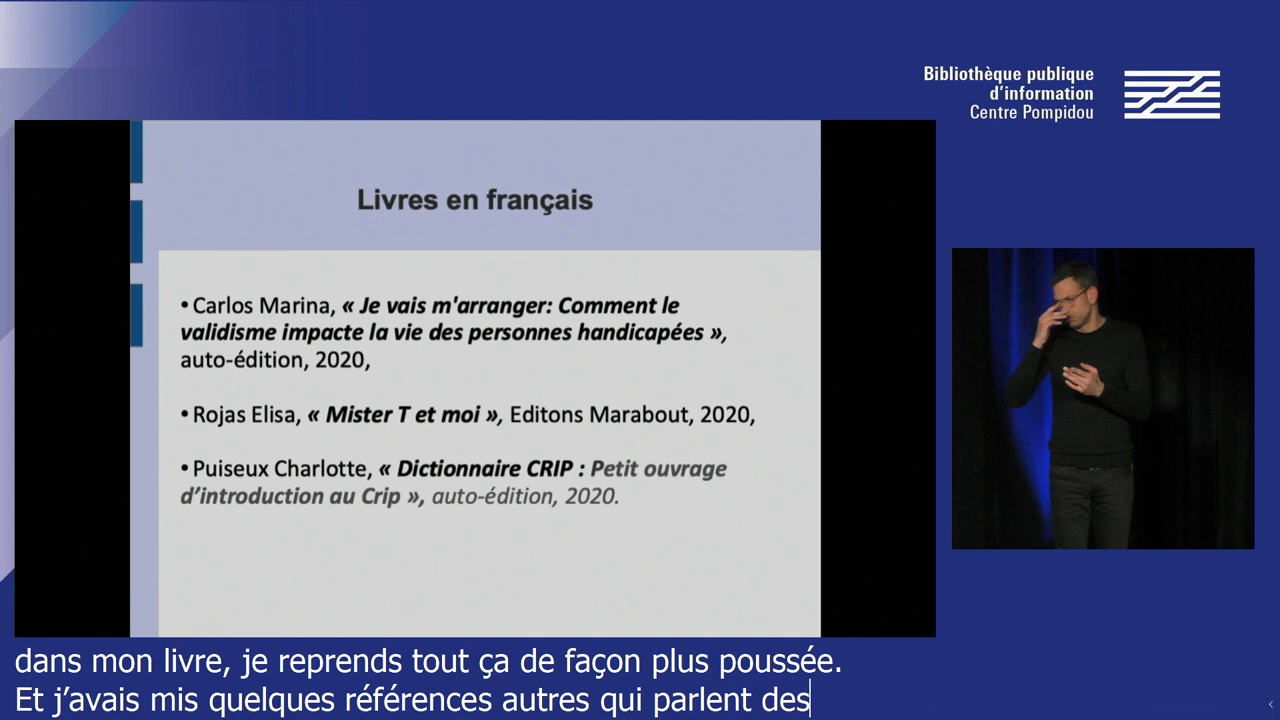 Bibliothèque publique
d'information
Centre Pompidou
Livres en français
•Carlos Marina, « Je vais m'arranger: Comment le
validisme impacte la vie des personnes handicapées »,
auto-édition, 2020,
•Rojas Elisa, « Mister T et moi », Editons Marabout, 2020,
•Puiseux Charlotte, « Dictionnaire CRIP : Petit ouvrage
d’introduction au Crip », auto-édition, 2020.
dans mon livre, je reprends tout ça de façon plus poussée.
Et j’avais mis quelques références autres qui parlent des